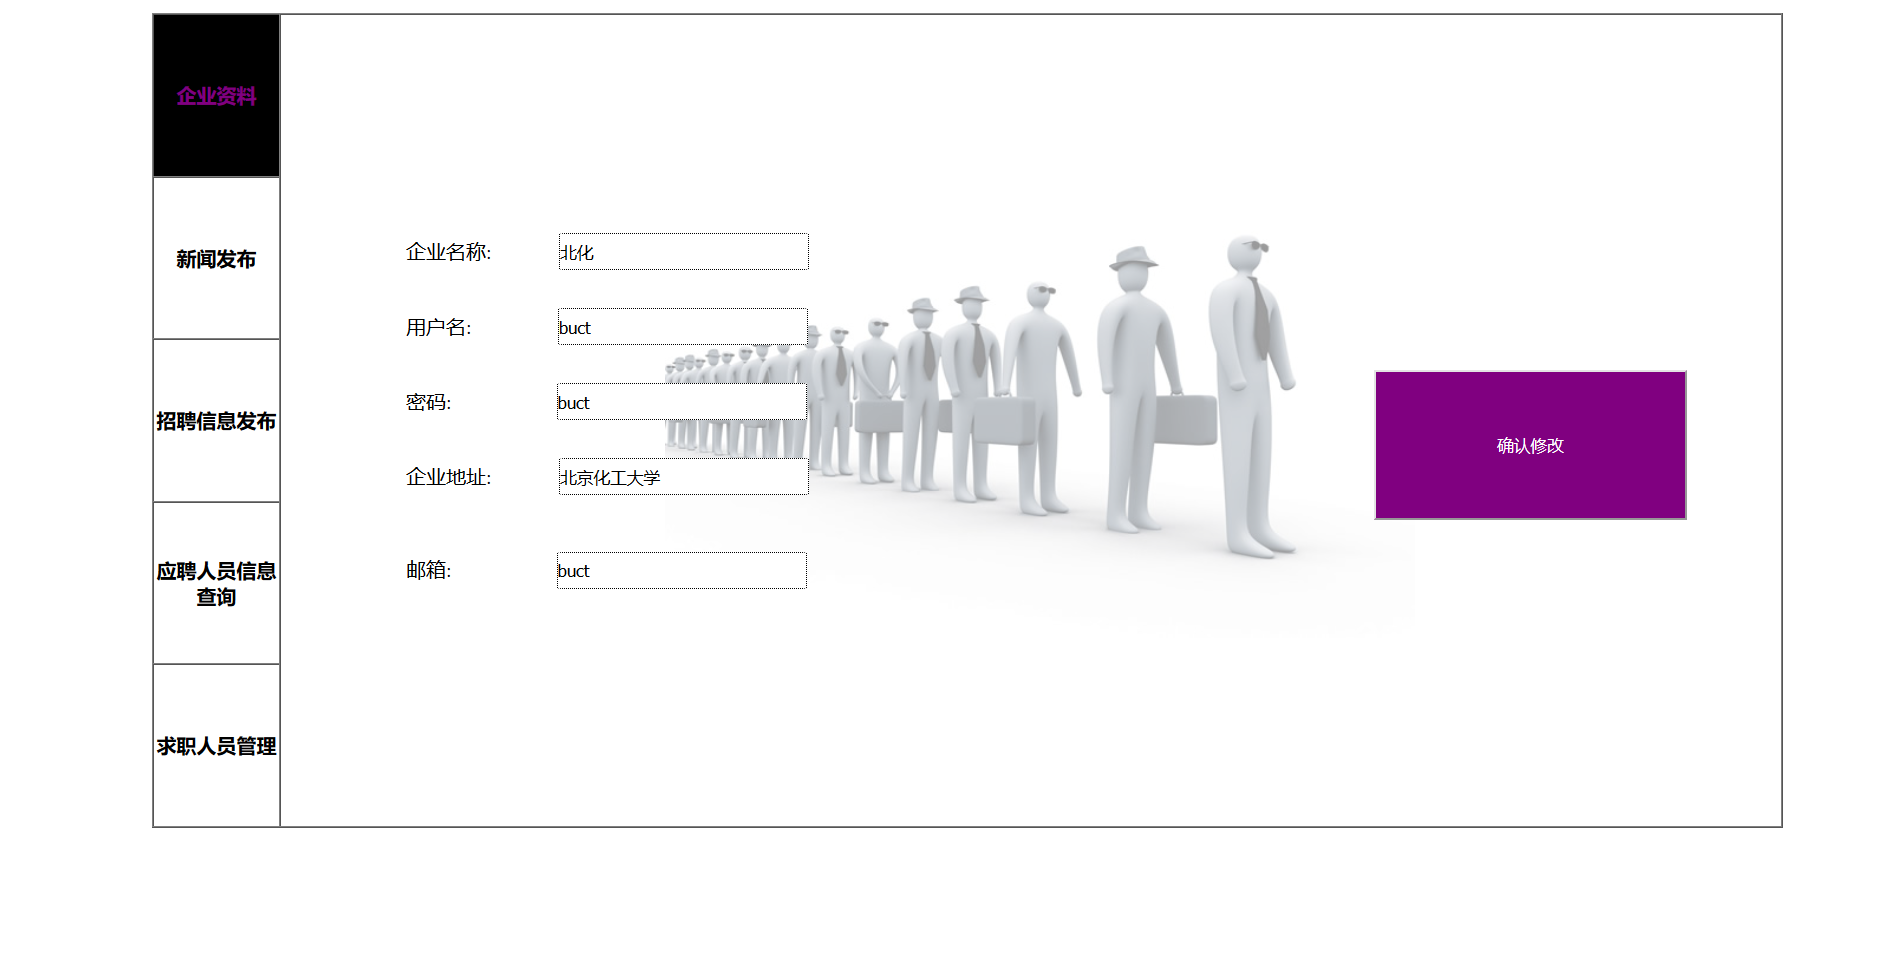 企业资料
新闻发布
招聘信息发布
应聘人员信息
查询
求职人员管理
企业名称: 北化
用户名: buct
密码: buct
企业地址: 北京化工大学
邮箱: buct
确认修改